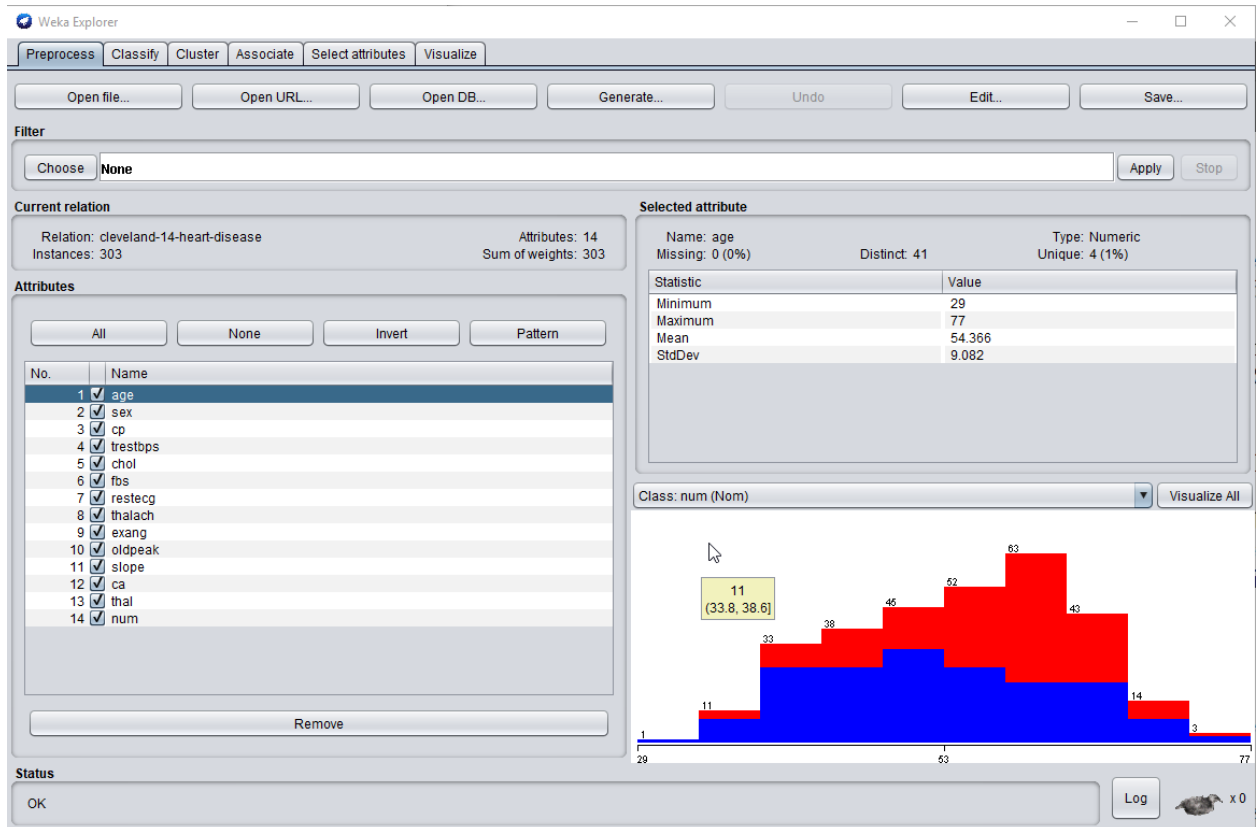 Weka Explorer
Preprocess Classify Cluster Associate Select attributes Visualize
Open file... Open URL... Open DB... Generate... Undo Edit... Save...
Filter
Choose None Apply Stop
Current relation
Relation: cleveland-14-heart-disease Attributes: 14
Instances: 303 Sum of weights: 303
Attributes
All None Invert Pattern
No. Name
1 age
2 sex
3 cp
4 trestbps
5 chol
6 fbs
7 restecg
8 thalach
9 exang
10 oldpeak
11 slope
12 ca
13 thal
14 num
Remove
Selected attribute
Name: age Type: Numeric
Missing: 0 (0%) Distinct: 41 Unique: 4 (1%)
Statistic Value
Minimum 29
Maximum 77
Mean 54.366
StdDev 9.082
Class: num (Nom) Visualize All
11
(33.8, 38.6]
1 11 33 38 45 52 63 43 14 3
29 53 77
Status
OK Log x 0